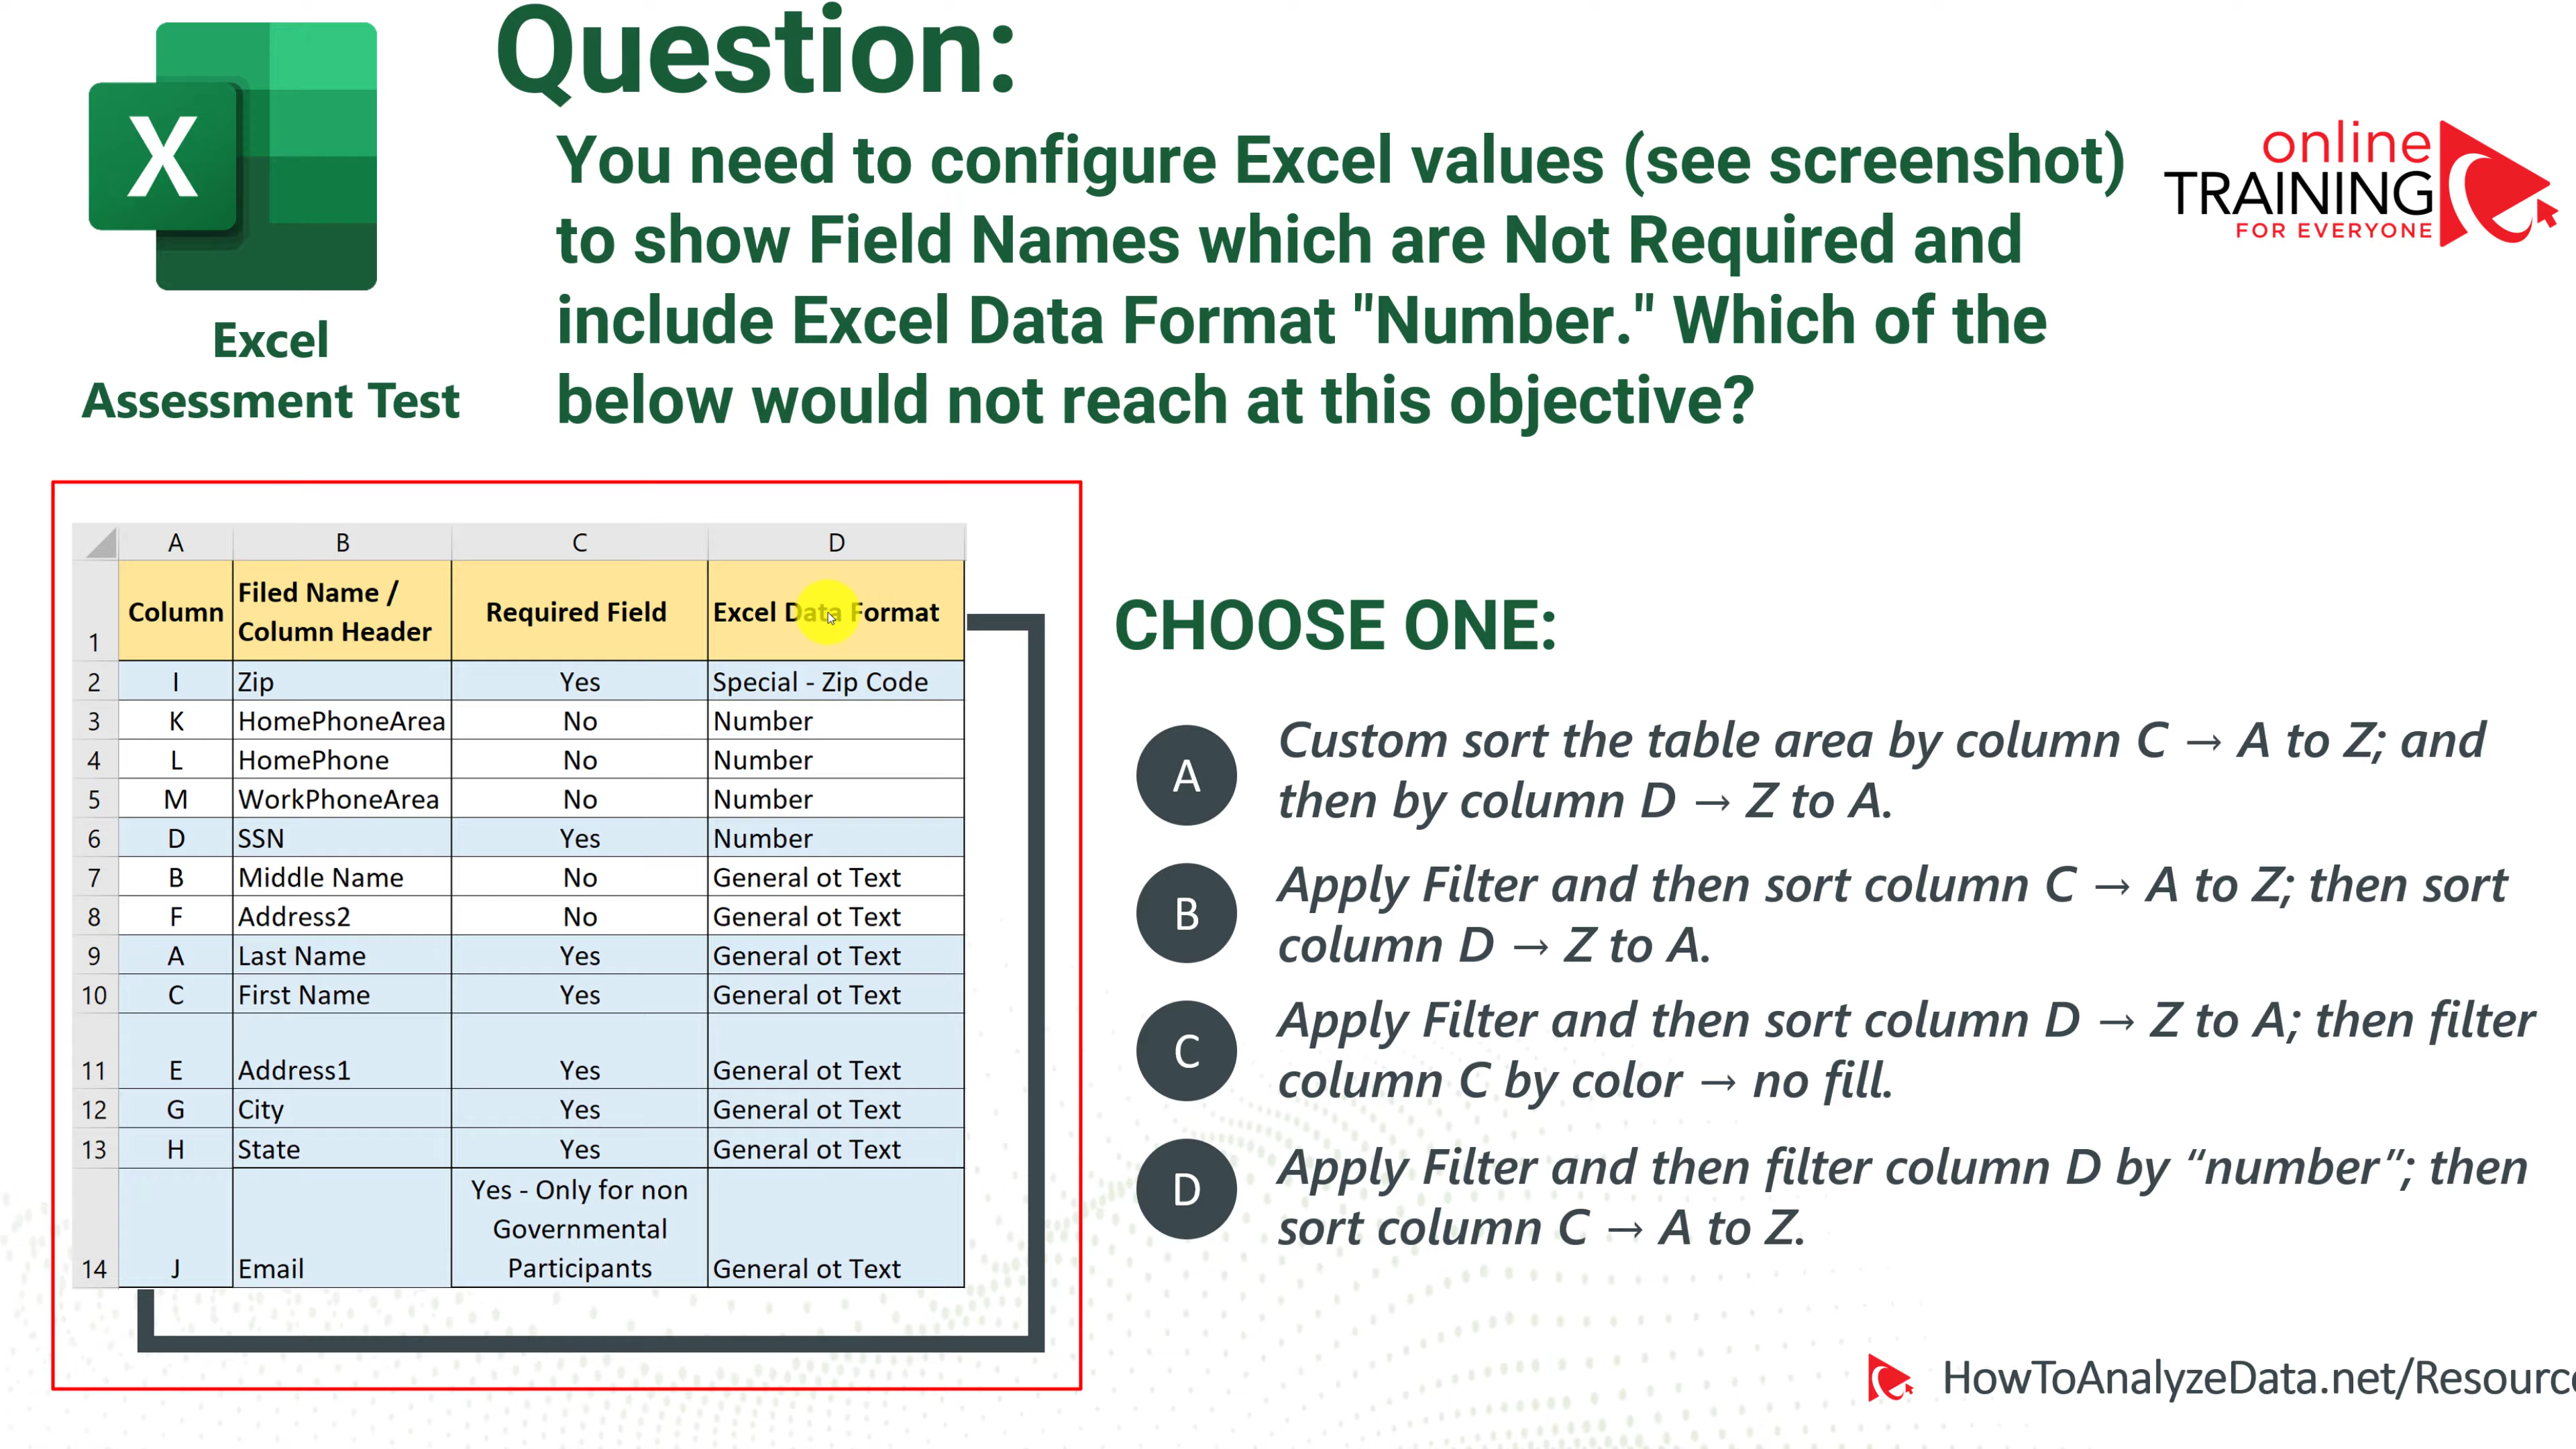 Question:
X
Excel
Assessment Test
You need to configure Excel values (see screenshot)
to show Field Names which are Not Required and
include Excel Data Format "Number." Which of the
below would not reach at this objective?
online
TRAINING
FOR EVERYONE
A B C D
1 Column Filed Name / Column Header Required Field Excel Data Format
2 I Zip Yes Special - Zip Code
3 K HomePhoneArea No Number
4 L HomePhone No Number
5 M WorkPhoneArea No Number
6 D SSN Yes Number
7 B Middle Name No General ot Text
8 F Address2 No General ot Text
9 A Last Name Yes General ot Text
10 C First Name Yes General ot Text
11 E Address1 Yes General ot Text
12 G City Yes General ot Text
13 H State Yes General ot Text
14 J Email Yes - Only for non Governmental Participants General ot Text
CHOOSE ONE:
A Custom sort the table area by column C → A to Z; and
then by column D → Z to A.
B Apply Filter and then sort column C → A to Z; then sort
column D → Z to A.
C Apply Filter and then sort column D → Z to A; then filter
column C by color → no fill.
D Apply Filter and then filter column D by “number”; then
sort column C → A to Z.
HowToAnalyzeData.net/Resourc